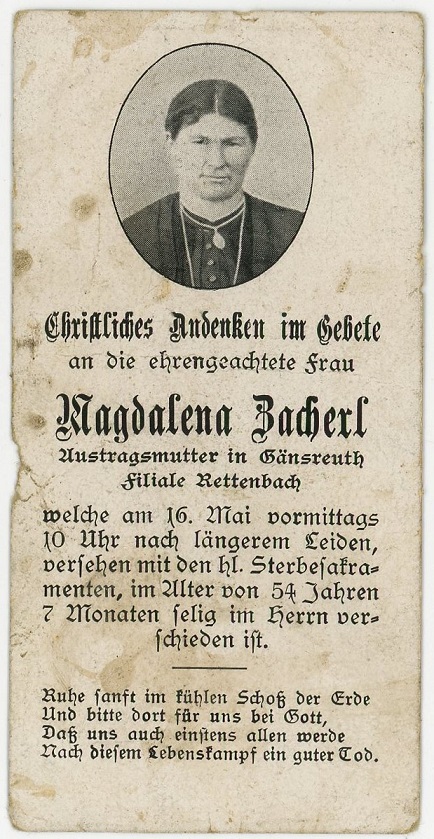 Christliches Andenken im Gebete
an die ehrengeachtete Frau
Magdalena Zacherl
Austragsmutter in Gänsreuth
Filiale Rettenbach
welche am 16. Mai vormittags
10 Uhr nach längerem Leiden,
versehen mit den hl. Sterbesakra-
menten, im Alter von 54 Jahren
7 Monaten selig im Herrn ver-
schieden ist.
Ruhe sanft im kühlen Schoß der Erde
Und bitte dort für uns bei Gott,
Daß uns auch einstens allen werde
Nach diesem Lebenskampf ein guter Tod.